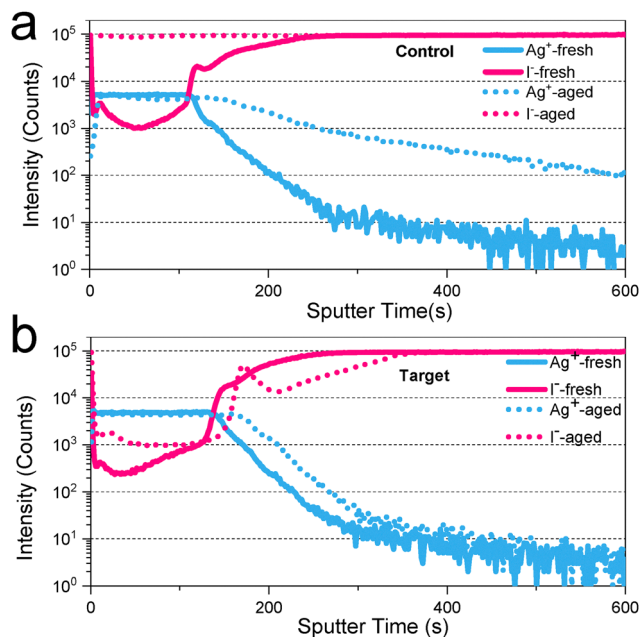 a
Intensity (Counts)
10⁵
10⁴
10³
10²
10¹
10⁰
Control
Ag⁺-fresh
I⁻-fresh
Ag⁺-aged
I⁻-aged
0
200
400
600
Sputter Time(s)
b
Intensity (Counts)
10⁵
10⁴
10³
10²
10¹
10⁰
Target
Ag⁺-fresh
I⁻-fresh
Ag⁺-aged
I⁻-aged
0
200
400
600
Sputter Time (s)